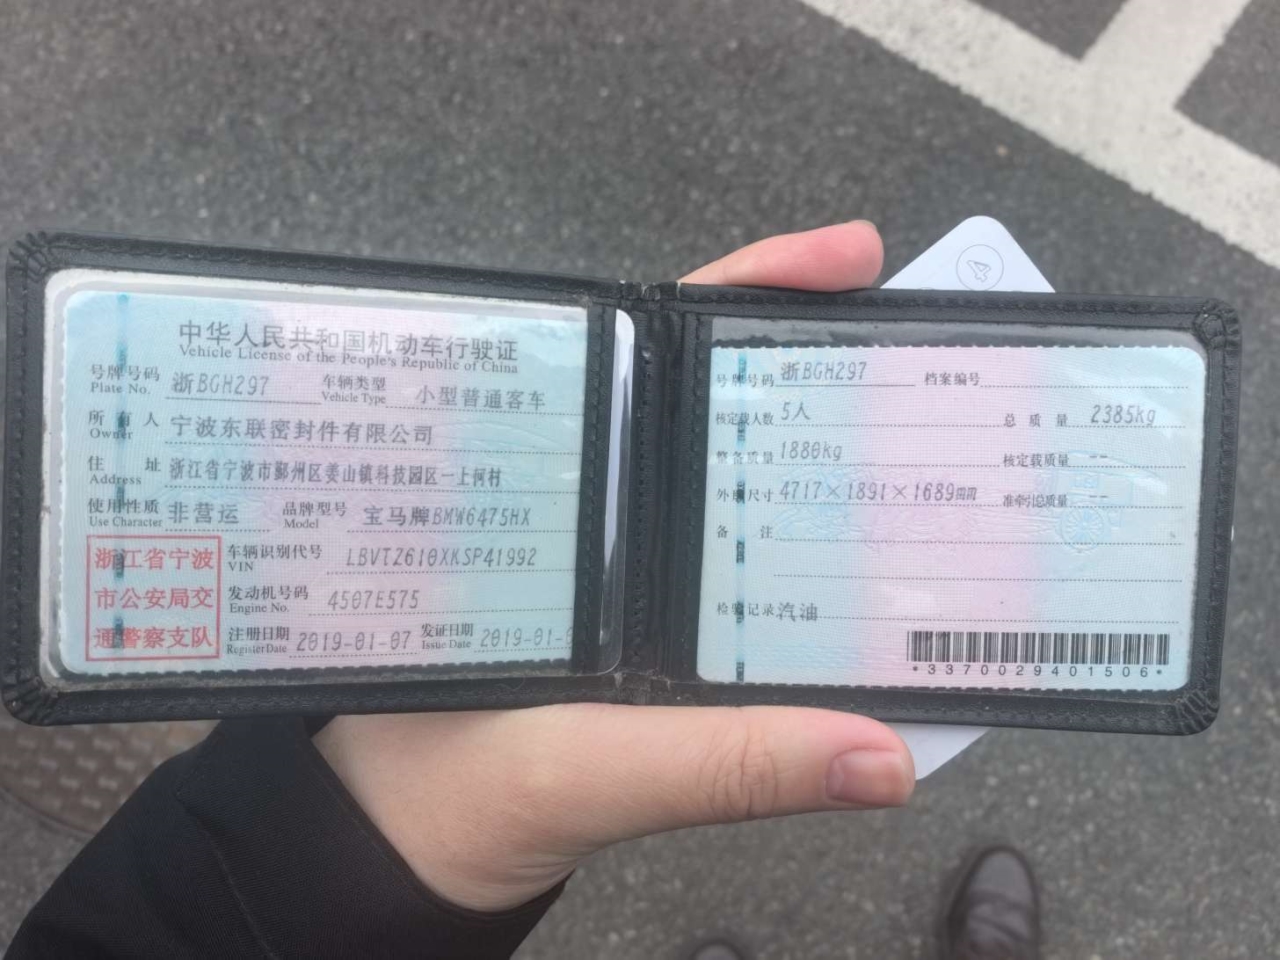 中华人民共和国机动车行驶证
Vehicle License of the People's Republic of China
号牌号码 浙BGH297 车辆类型 小型普通客车
Plate No. Vehicle Type
所有人 宁波东联密封件有限公司
Owner
住址 浙江省宁波市鄞州区姜山镇科技园区一上何村
Address
使用性质 非营运 品牌型号 宝马牌BMW6475HX
Use Character Model
浙江省宁波
市公安局交
通警察支队
车辆识别代号 LBVTZ610XKSP41992
VIN
发动机号码 4507E575
Engine No.
注册日期 2019-01-07 发证日期 2019-01-0
Register Date Issue Date
号牌号码 浙BGH297 档案编号
核定载人数 5人 总质量 2385kg
整备质量 1880kg 核定载质量 --
外廓尺寸 4717×1891×1689mm 准牵引总质量 --
备注
检验记录 汽油
*3370029401506*
4